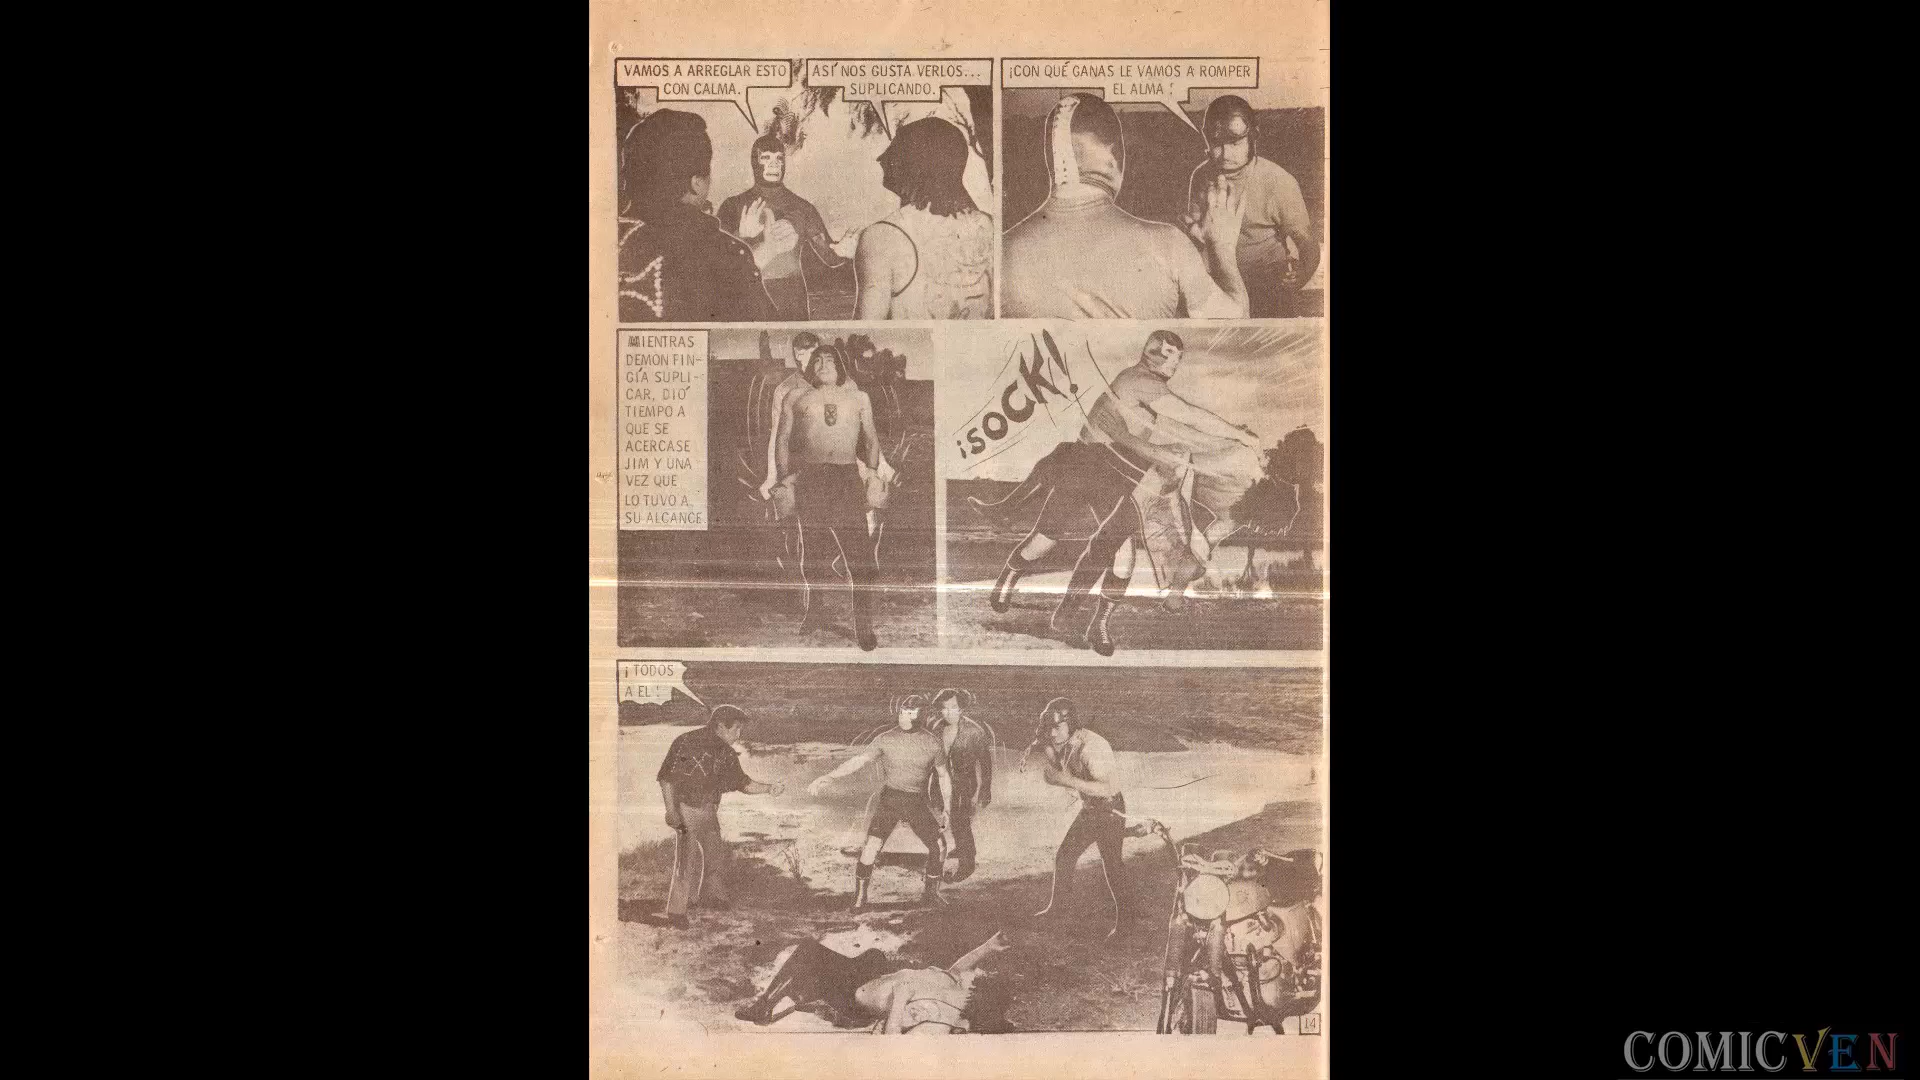 VAMOS A ARREGLAR ESTO
CON CALMA.
ASÍ NOS GUSTA VERLOS...
SUPLICANDO.
¡CON QUÉ GANAS LE VAMOS A ROMPER
EL ALMA!
MIENTRAS
DEMON FIN-
GÍA SUPLI-
CAR, DIÓ
TIEMPO A
QUE SE
ACERCASE
JIM Y UNA
VEZ QUE
LO TUVO A
SU ALCANCE
¡SOCK!
¡TODOS
A EL!
14
COMICVEN